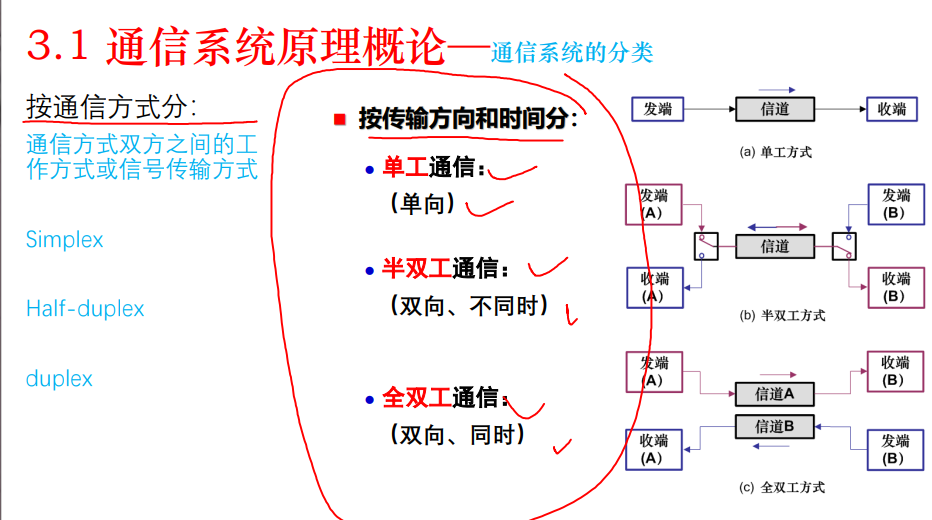 3.1 通信系统原理概论—通信系统的分类
按通信方式分：
通信方式双方之间的工
作方式或信号传输方式
Simplex
Half-duplex
duplex
按传输方向和时间分：
单工通信：
（单向）
半双工通信：
（双向、不同时）
全双工通信：
（双向、同时）
发端
信道
收端
(a) 单工方式
发端
(A)
发端
(B)
信道
收端
(A)
收端
(B)
(b) 半双工方式
发端
(A)
收端
(B)
信道A
信道B
收端
(A)
发端
(B)
(c) 全双工方式